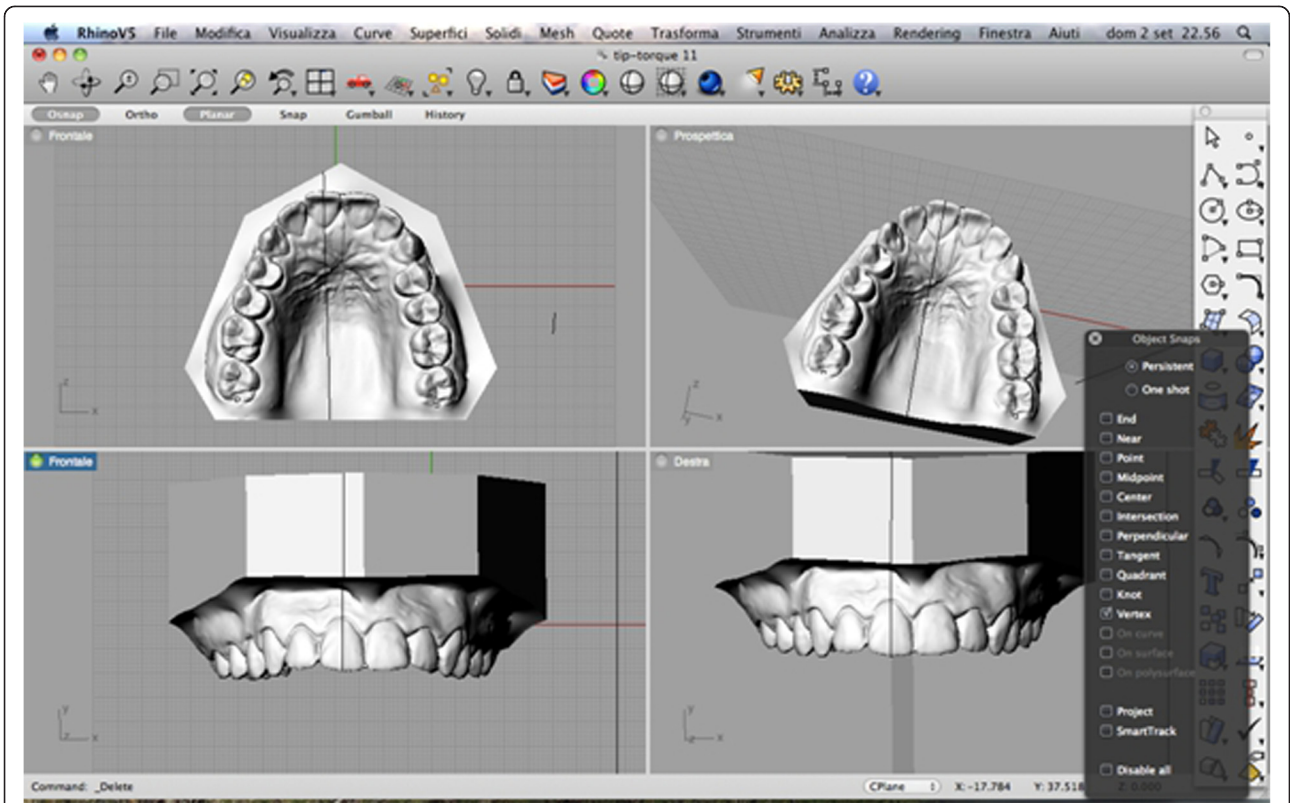 RhinoV5 File Modifica Visualizza Curve Superfici Solidi Mesh Quote Trasforma Strumenti Analizza Rendering Finestra Aiuti dom 2 set 22.56
tip-torque 11
Osnap Ortho Planar Snap Gumball History
Frontale
Prospettica
z
x
z
x
y
Object Snaps
Persistent
One shot
End
Near
Point
Midpoint
Center
Intersection
Perpendicular
Tangent
Quadrant
Knot
Vertex
On curve
On surface
On polysurface
Project
SmartTrack
Disable all
Frontale
Destra
y
z
x
y
z
x
Command: _Delete
CPlane X: -17.784 Y: 37.518 Z: 0.000